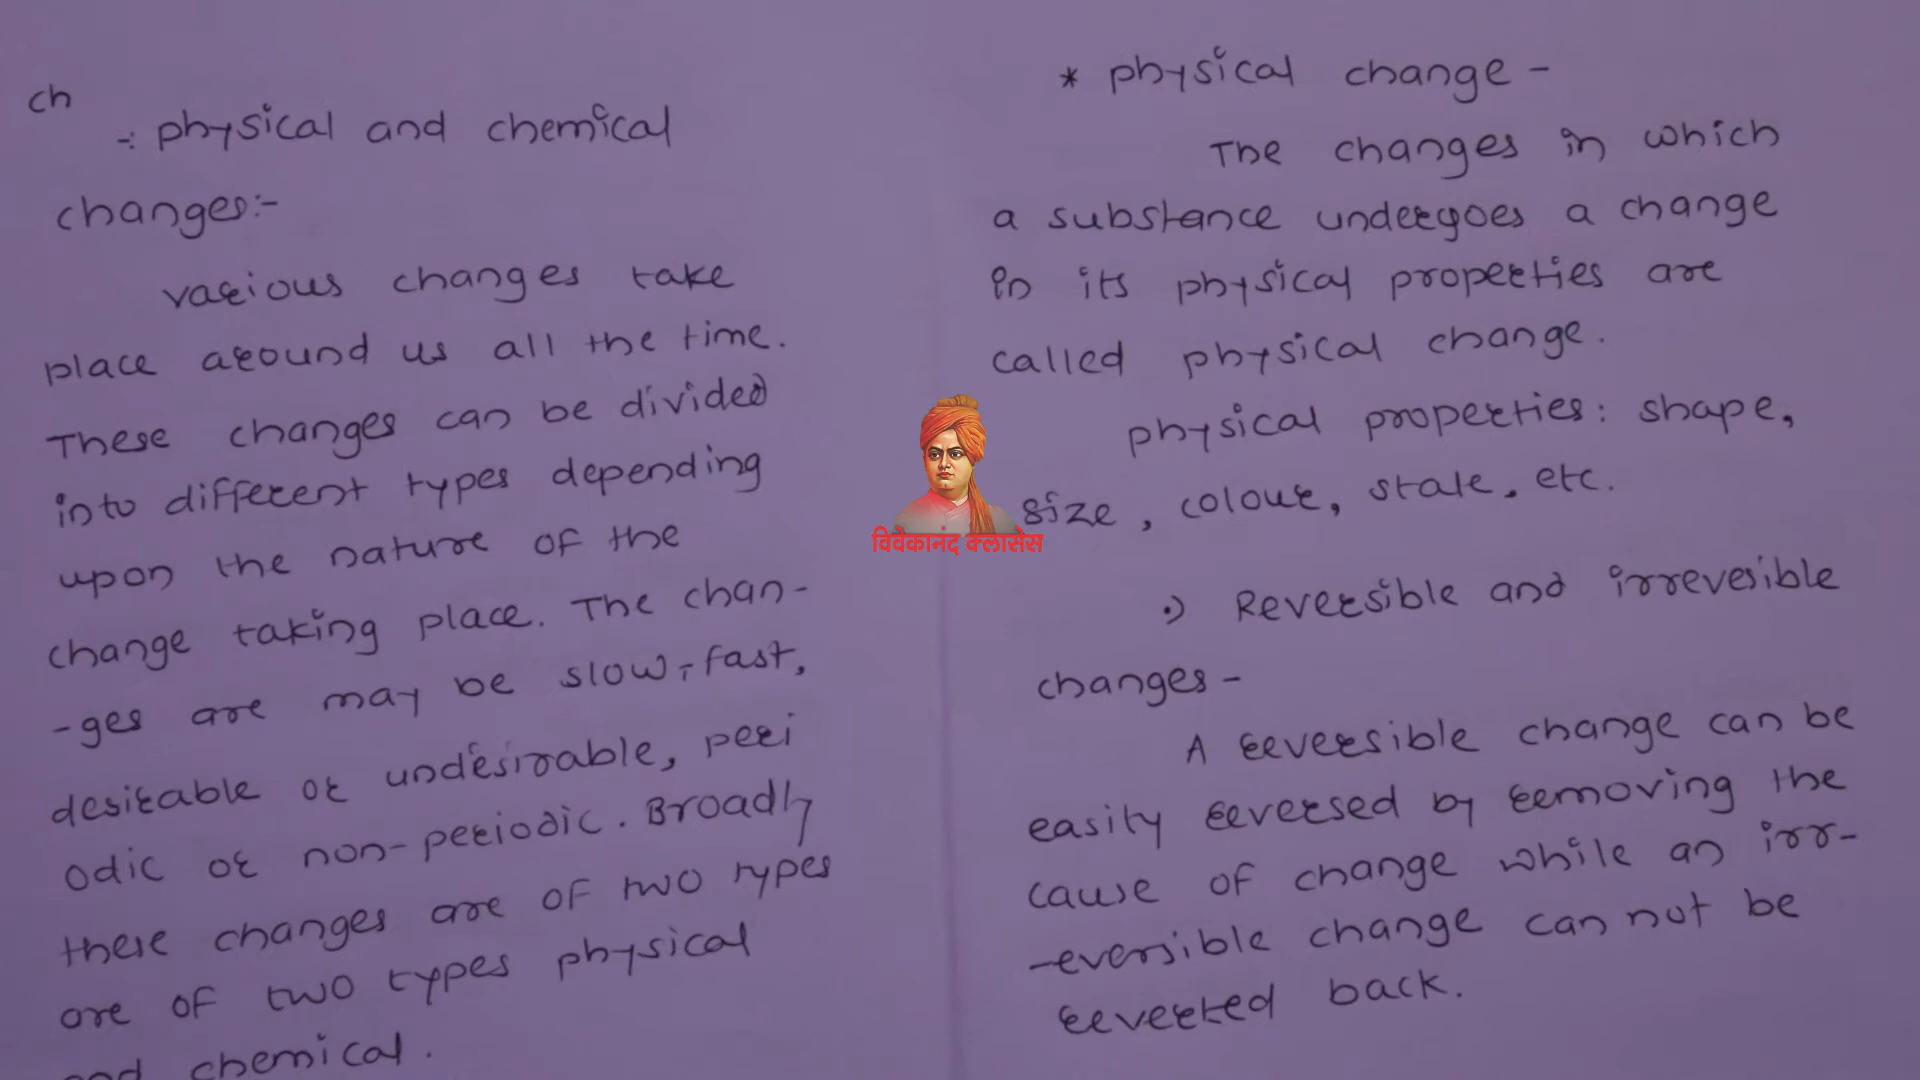 ch
-: physical and chemical
changes:-
various changes take
place around us all the time.
These changes can be divided
into different types depending
upon the nature of the
change taking place. The chan-
-ges are may be slow, fast,
desirable or undesirable, peri
odic or non-periodic. Broadly
these changes are of two types
are of two types physical
and chemical.
* physical change -
The changes in which
a substance undergoes a change
in its physical properties are
called physical change.
physical properties: shape,
size, colour, state, etc.
•) Reversible and irrevesible
changes -
A reversible change can be
easily reversed by removing the
cause of change while an irr-
-eversible change can not be
reverted back.
विवेकानंद क्लासेस